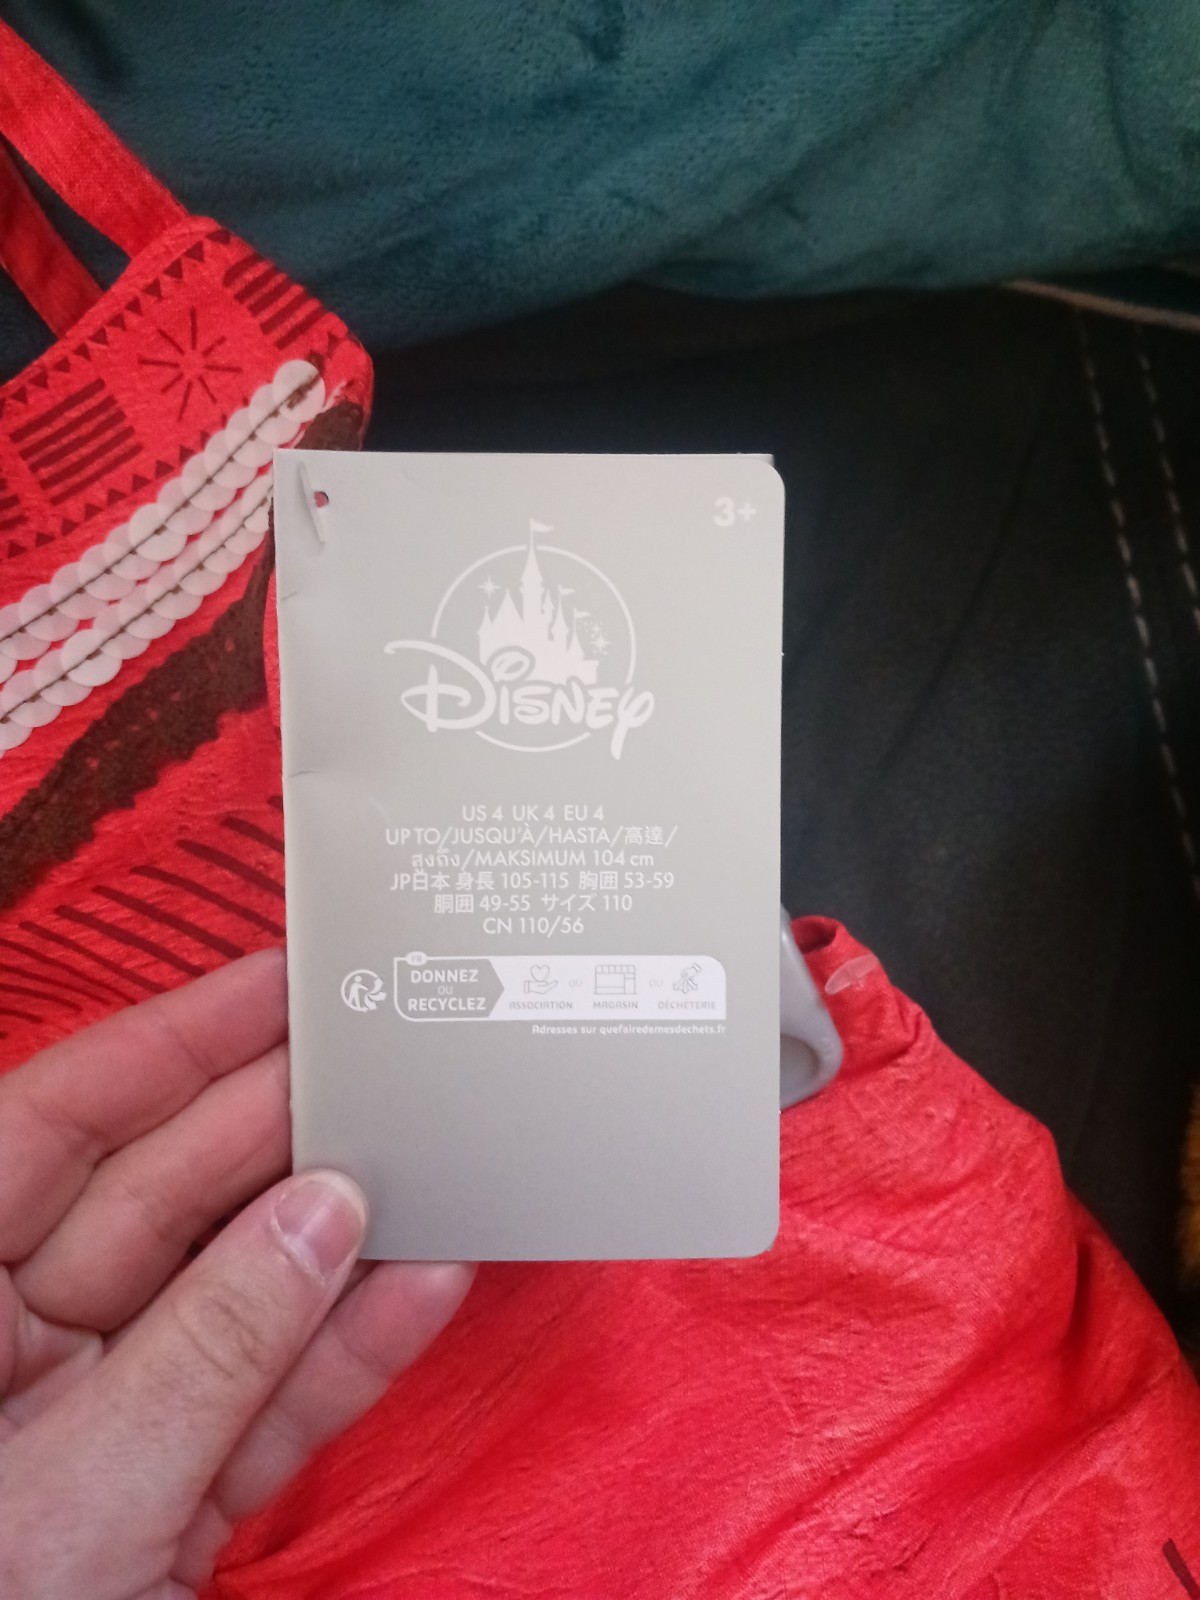 3+
Disney
US 4 UK 4 EU 4
UP TO/JUSQU'À/HASTA/高達/
สูงถึง/MAKSIMUM 104 cm
JP日本 身長 105-115 胸囲 53-59
胴囲 49-55 サイズ 110
CN 110/56
FR
DONNEZ
OU
RECYCLEZ
ASSOCIATION OU MAGASIN OU DÉCHÈTERIE
Adresses sur quefairedemesdechets.fr